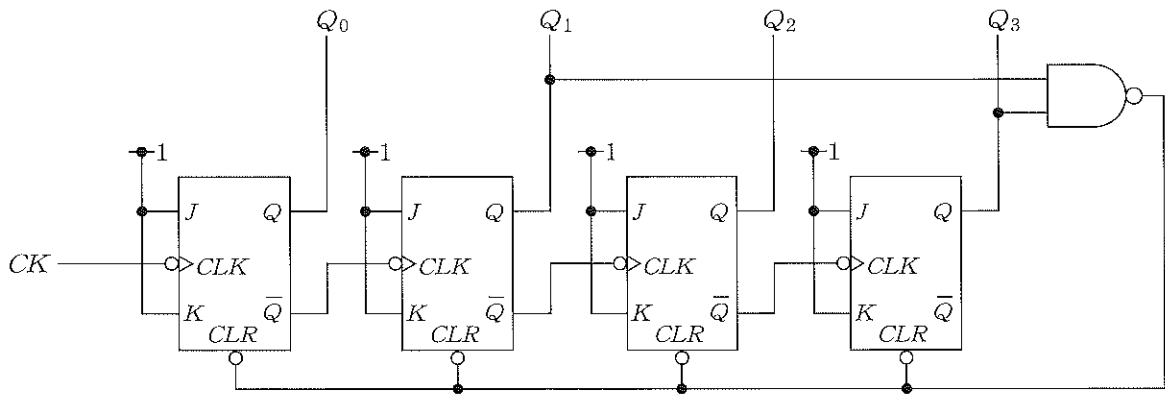 Q₀ Q₁ Q₂ Q₃
1 1 1 1
J Q J Q J Q J Q
CK CLK CLK CLK CLK
K Q̅ K Q̅ K Q̅ K Q̅
CLR CLR CLR CLR